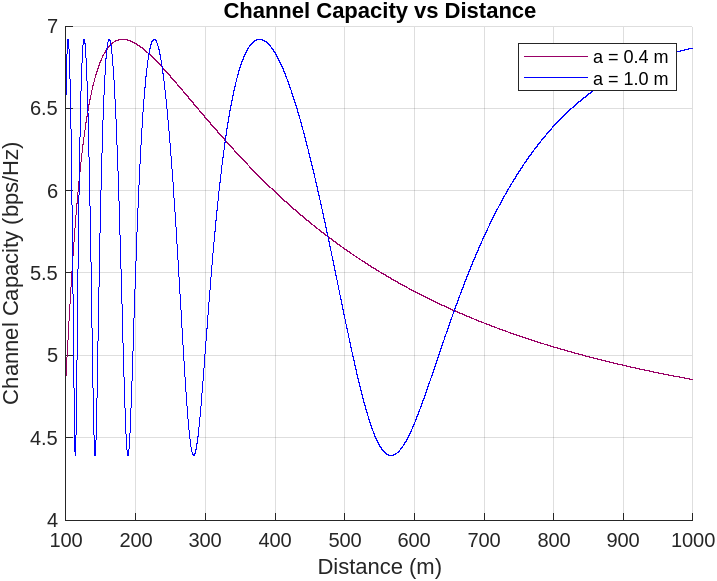 Channel Capacity vs Distance
7
6.5
6
5.5
5
4.5
4
Channel Capacity (bps/Hz)
a = 0.4 m
a = 1.0 m
100 200 300 400 500 600 700 800 900 1000
Distance (m)